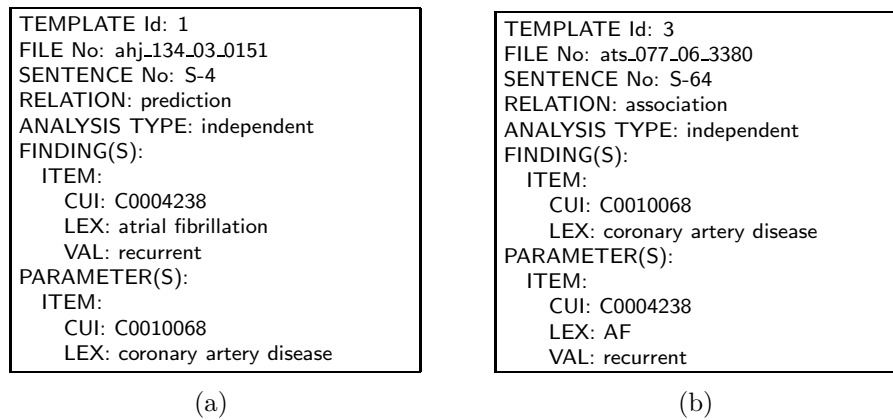 TEMPLATE Id: 1
FILE No: ahj_134_03_0151
SENTENCE No: S-4
RELATION: prediction
ANALYSIS TYPE: independent
FINDING(S):
ITEM:
CUI: C0004238
LEX: atrial fibrillation
VAL: recurrent
PARAMETER(S):
ITEM:
CUI: C0010068
LEX: coronary artery disease
(a)
TEMPLATE Id: 3
FILE No: ats_077_06_3380
SENTENCE No: S-64
RELATION: association
ANALYSIS TYPE: independent
FINDING(S):
ITEM:
CUI: C0010068
LEX: coronary artery disease
PARAMETER(S):
ITEM:
CUI: C0004238
LEX: AF
VAL: recurrent
(b)